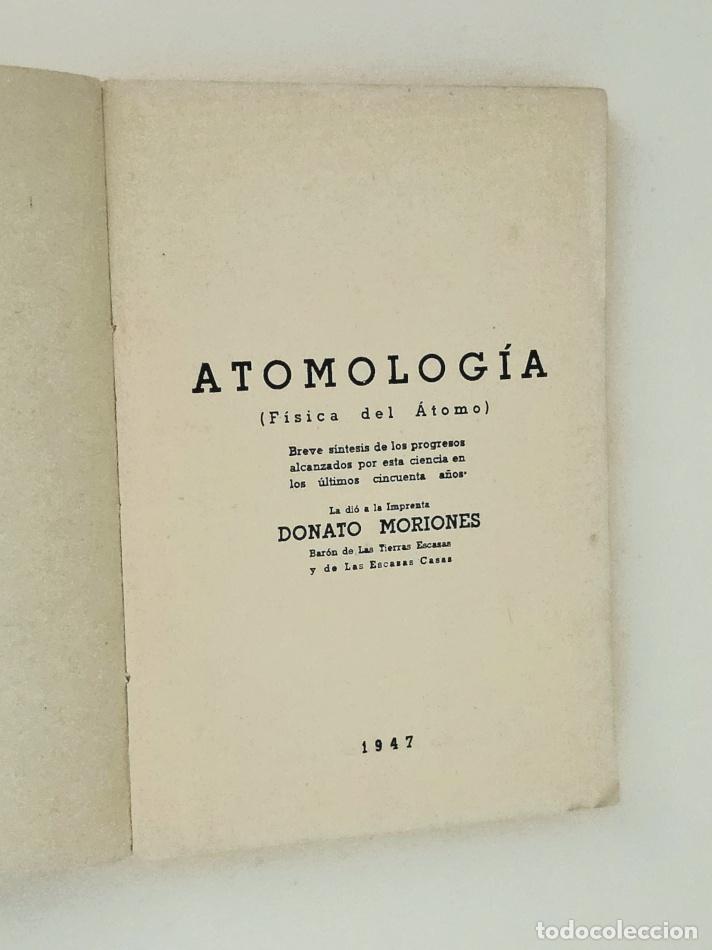 ATOMOLOGÍA
(Física del Átomo)
Breve síntesis de los progresos
alcanzados por esta ciencia en
los últimos cincuenta años.
La dió a la Imprenta
DONATO MORIONES
Barón de Las Tierras Escasas
y de Las Escasas Casas
1947
todocoleccion